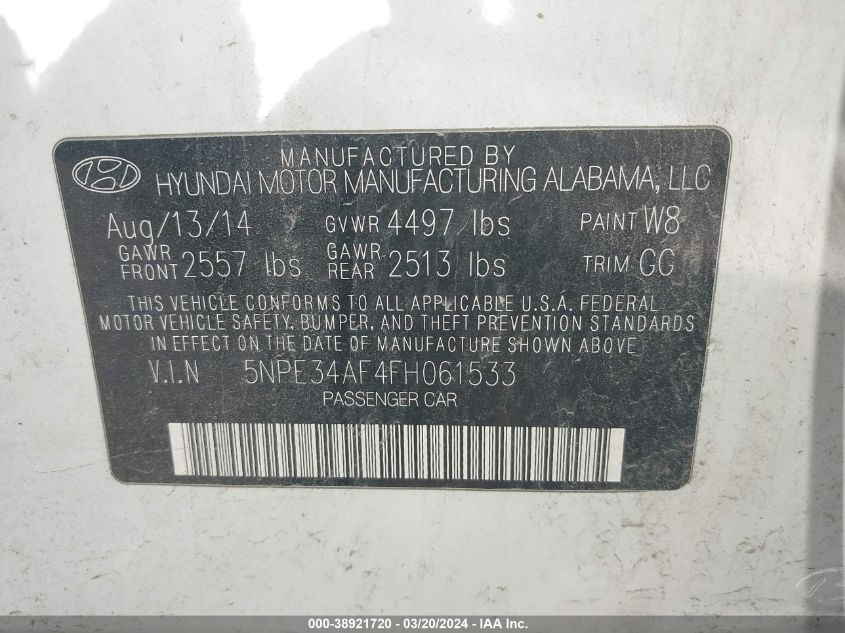 MANUFACTURED BY
HYUNDAI MOTOR MANUFACTURING ALABAMA, LLC
Aug/13/14 GVWR 4497 lbs PAINT W8
GAWR FRONT 2557 lbs GAWR REAR 2513 lbs TRIM GG
THIS VEHICLE CONFORMS TO ALL APPLICABLE U.S.A. FEDERAL
MOTOR VEHICLE SAFETY, BUMPER, AND THEFT PREVENTION STANDARDS
IN EFFECT ON THE DATE OF MANUFACTURE SHOWN ABOVE
V.I.N 5NPE34AF4FH061533
PASSENGER CAR
000-38921720 - 03/20/2024 - IAA Inc.